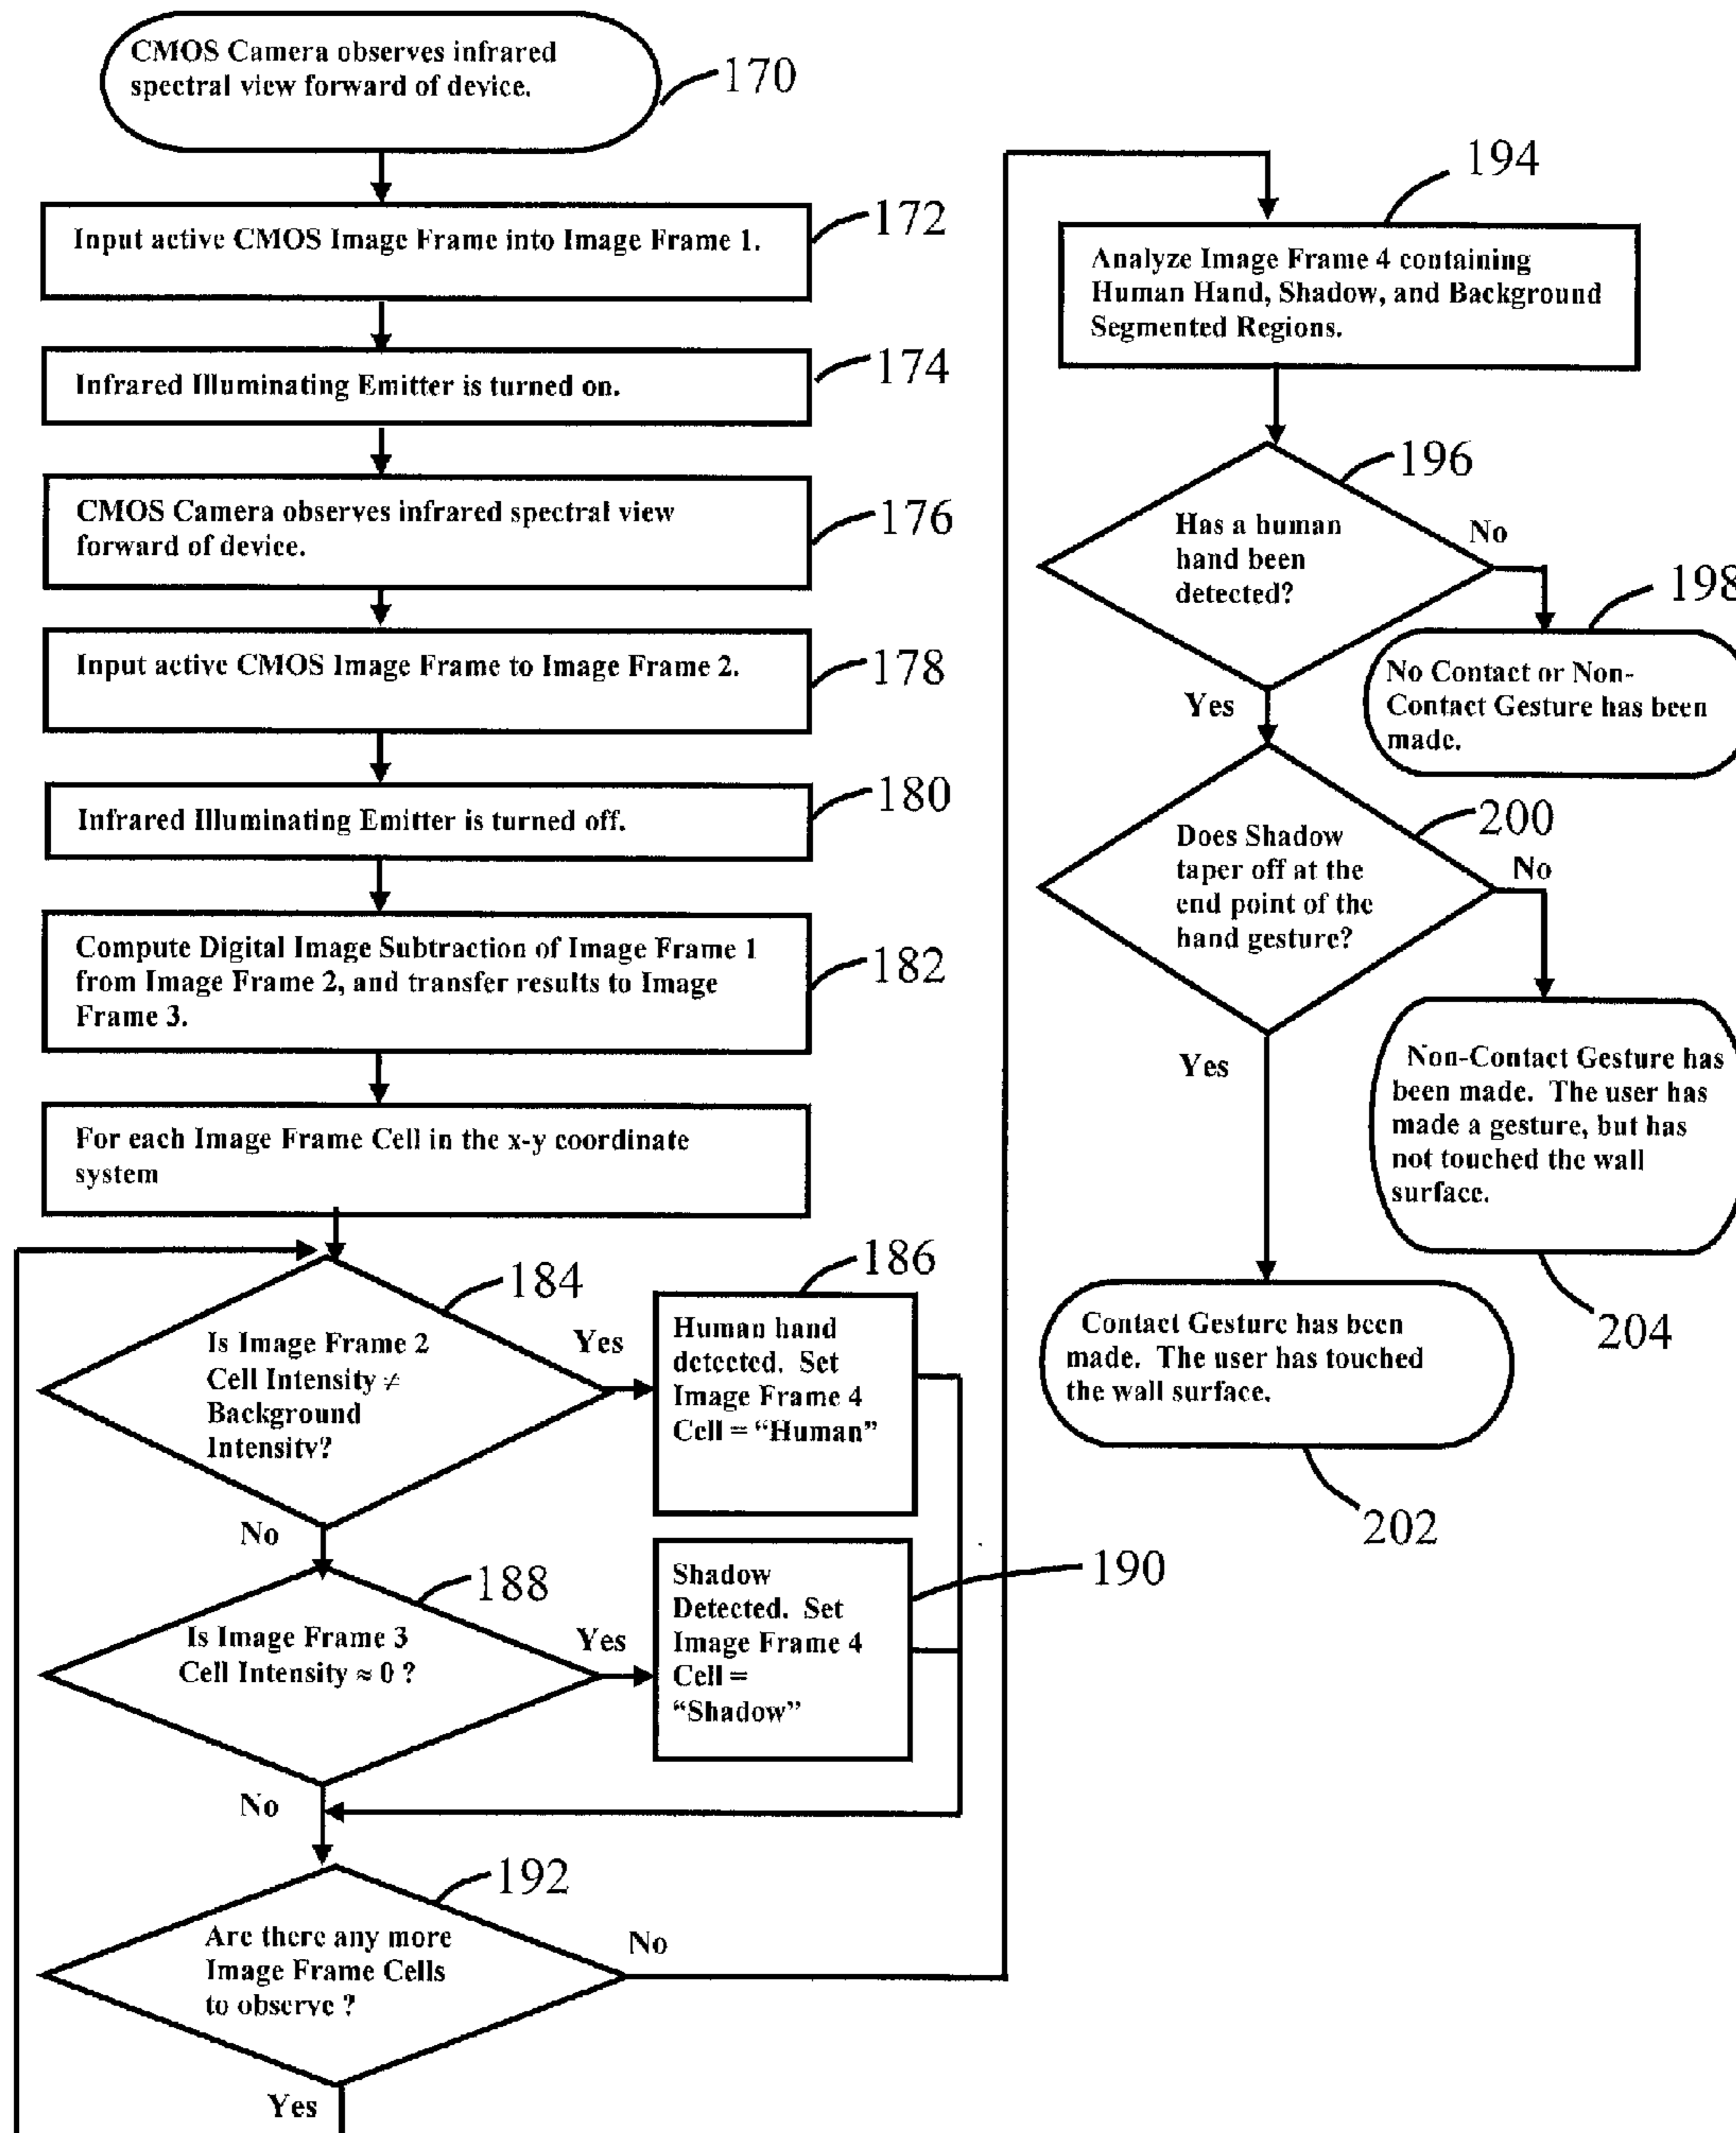 CMOS Camera observes infrared
spectral view forward of device.
170
Input active CMOS Image Frame into Image Frame 1.
172
Infrared Illuminating Emitter is turned on.
174
CMOS Camera observes infrared spectral view
forward of device.
176
Input active CMOS Image Frame to Image Frame 2.
178
Infrared Illuminating Emitter is turned off.
180
Compute Digital Image Subtraction of Image Frame 1
from Image Frame 2, and transfer results to Image
Frame 3.
182
For each Image Frame Cell in the x-y coordinate
system
184
Is Image Frame 2
Cell Intensity ≠
Background
Intensity?
Yes
No
186
Human hand
detected. Set
Image Frame 4
Cell = “Human”
188
Is Image Frame 3
Cell Intensity ≈ 0 ?
Yes
No
190
Shadow
Detected. Set
Image Frame 4
Cell =
“Shadow”
192
Are there any more
Image Frame Cells
to observe ?
No
Yes
194
Analyze Image Frame 4 containing
Human Hand, Shadow, and Background
Segmented Regions.
196
Has a human
hand been
detected?
No
Yes
198
No Contact or Non-
Contact Gesture has been
made.
200
Does Shadow
taper off at the
end point of the
hand gesture?
No
Yes
Non-Contact Gesture has
been made. The user has
made a gesture, but has
not touched the wall
surface.
204
Contact Gesture has been
made. The user has touched
the wall surface.
202